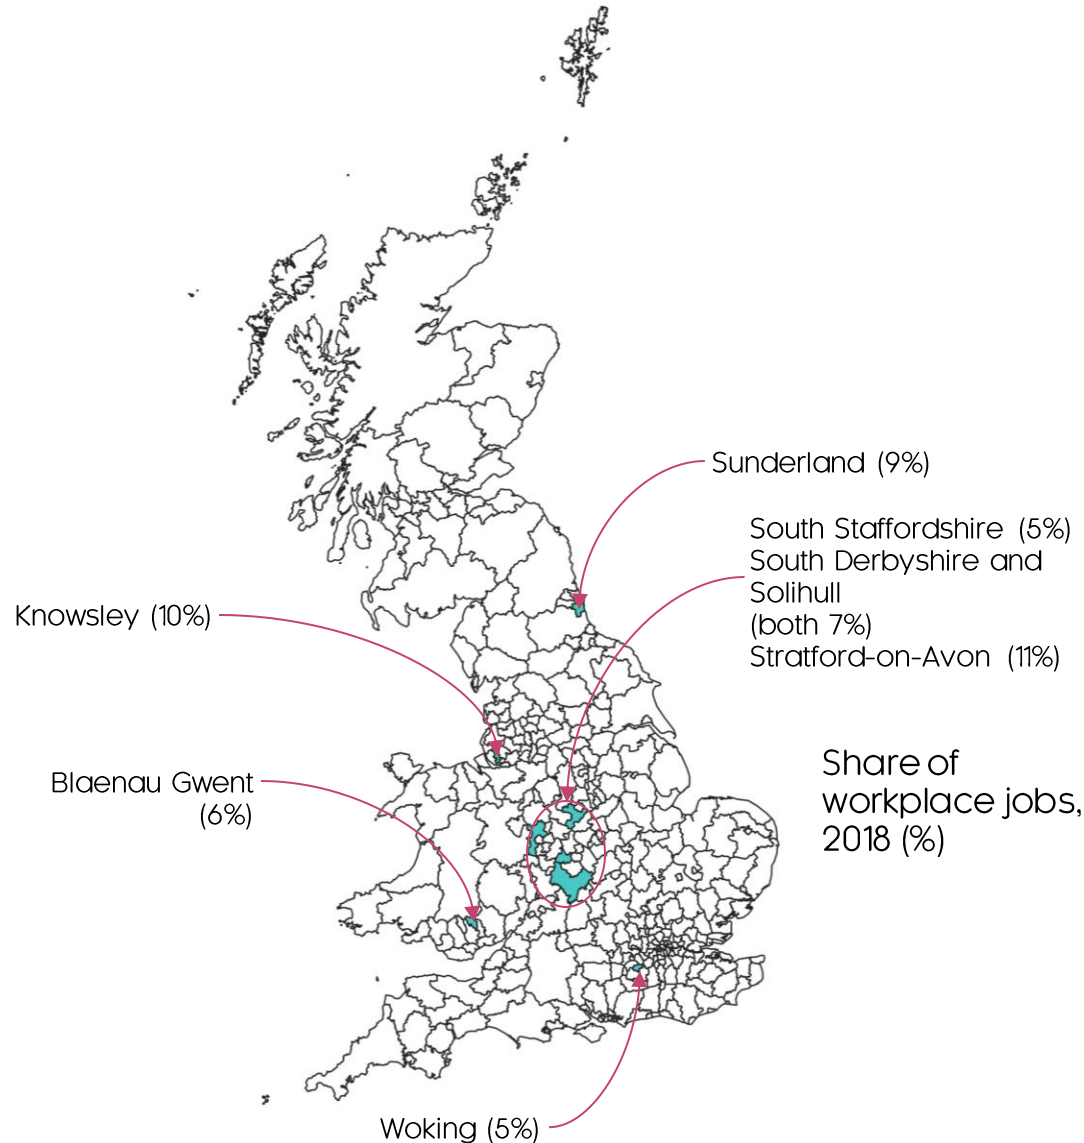 Sunderland (9%)
South Staffordshire (5%)
South Derbyshire and
Solihull
(both 7%)
Stratford-on-Avon (11%)
Knowsley (10%)
Share of
workplace jobs,
2018 (%)
Blaenau Gwent
(6%)
Woking (5%)